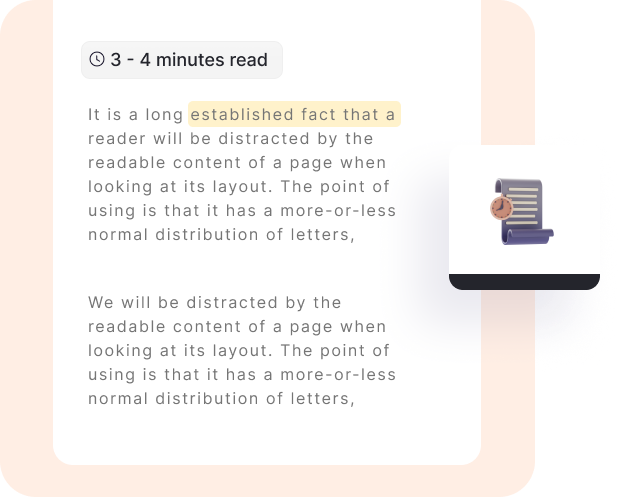 3 - 4 minutes read
It is a long established fact that a
reader will be distracted by the
readable content of a page when
looking at its layout. The point of
using is that it has a more-or-less
normal distribution of letters,
We will be distracted by the
readable content of a page when
looking at its layout. The point of
using is that it has a more-or-less
normal distribution of letters,